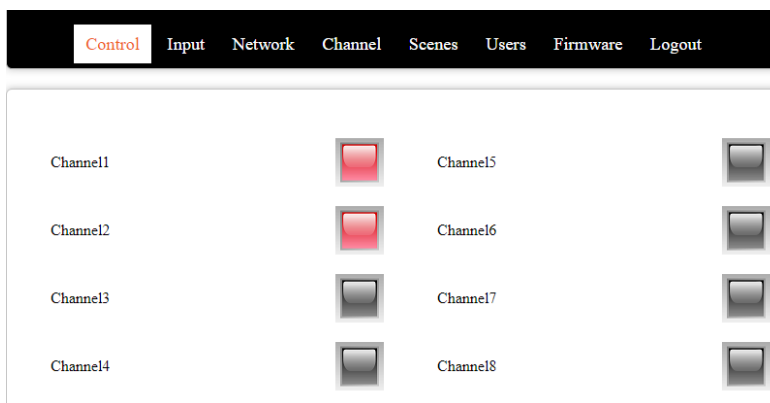 Control Input Network Channel Scenes Users Firmware Logout
Channel1 Channel5
Channel2 Channel6
Channel3 Channel7
Channel4 Channel8